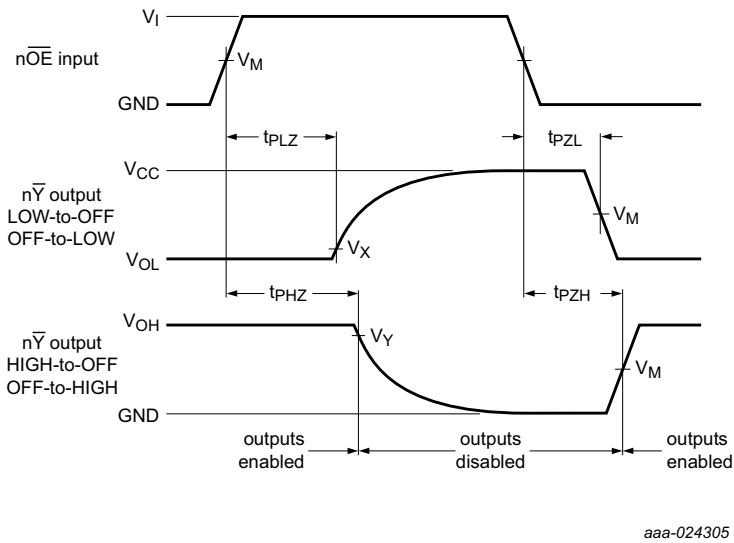 V_I
nO̅E̅ input
V_M
GND
t_PLZ
t_PZL
V_CC
nY̅ output
LOW-to-OFF
OFF-to-LOW
V_M
V_X
V_OL
t_PHZ
t_PZH
V_OH
nY̅ output
HIGH-to-OFF
OFF-to-HIGH
V_Y
V_M
GND
outputs
enabled
outputs
disabled
outputs
enabled
aaa-024305